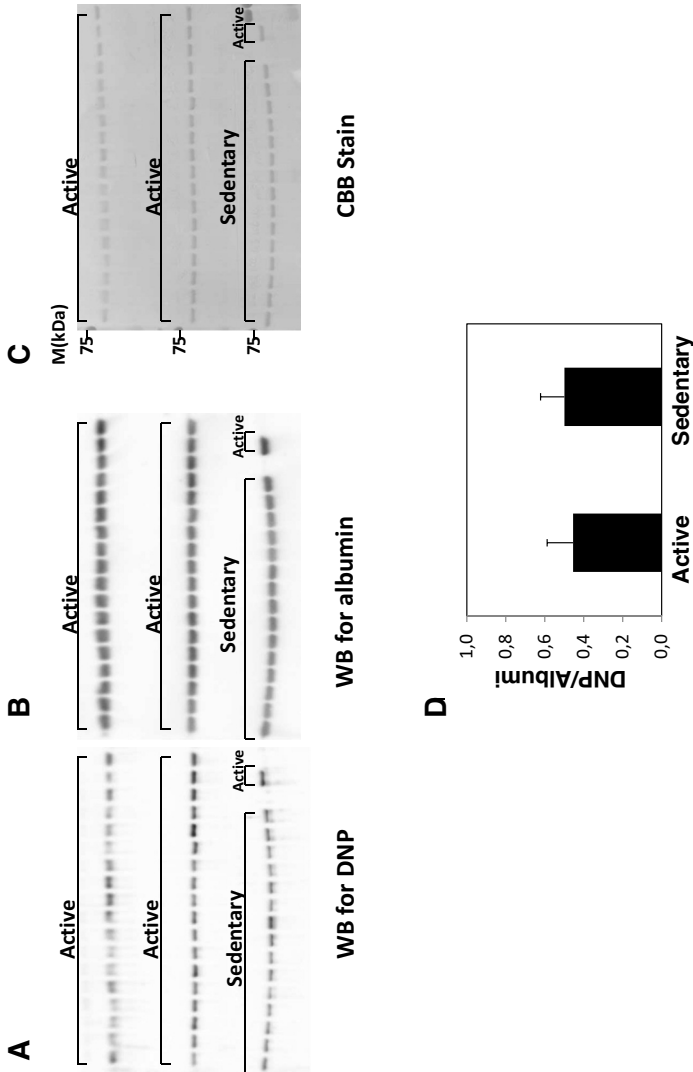 A
Active
Active
Sedentary
Active
WB for DNP
B
Active
Active
Sedentary
Active
WB for albumin
C
M(kDa)
75
Active
75
Active
75
Sedentary
Active
CBB Stain
D
DNP/Albumi
1,0
0,8
0,6
0,4
0,2
0,0
Active
Sedentary